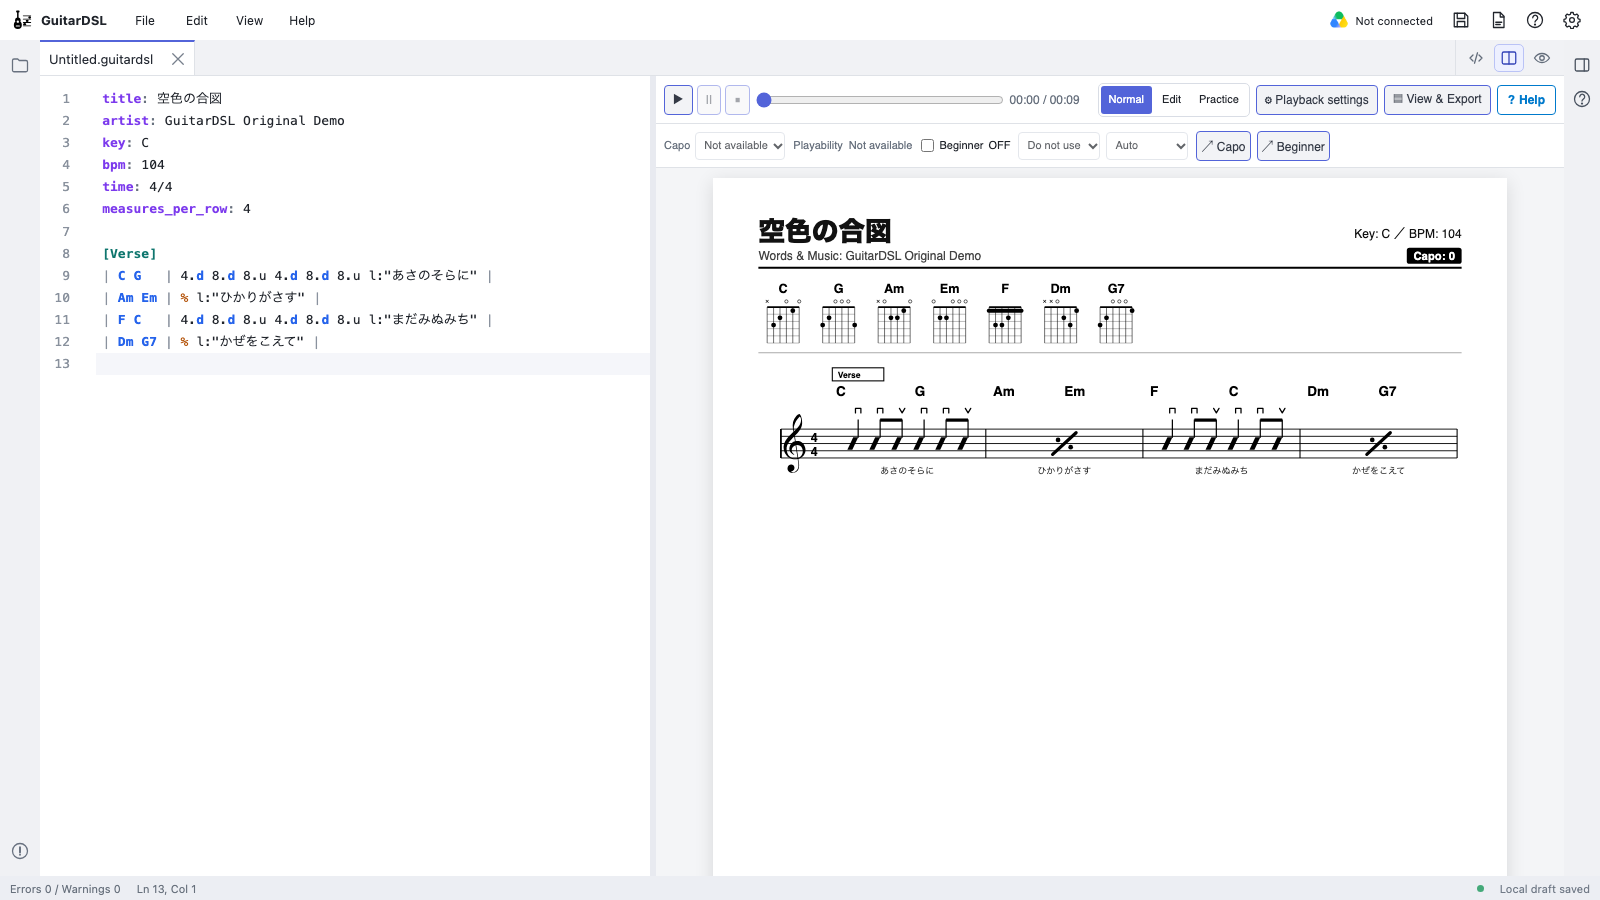 GuitarDSL File Edit View Help Not connected
Untitled.guitardsl
1 title: 空色の合図
2 artist: GuitarDSL Original Demo
3 key: C
4 bpm: 104
5 time: 4/4
6 measures_per_row: 4
7
8 [Verse]
9 | C G | 4.d 8.d 8.u 4.d 8.d 8.u l:"あさのそらに" |
10 | Am Em | % l:"ひかりがさす" |
11 | F C | 4.d 8.d 8.u 4.d 8.d 8.u l:"まだみぬみち" |
12 | Dm G7 | % l:"かぜをこえて" |
13
00:00 / 00:09 Normal Edit Practice Playback settings View & Export ? Help
Capo Not available Playability Not available Beginner OFF Do not use Auto Capo Beginner
空色の合図
Key: C ／ BPM: 104
Words & Music: GuitarDSL Original Demo
Capo: 0
C G Am Em F Dm G7
Verse
C G Am Em F C Dm G7
4
4
あさのそらに ひかりがさす まだみぬみち かぜをこえて
Errors 0 / Warnings 0 Ln 13, Col 1 Local draft saved